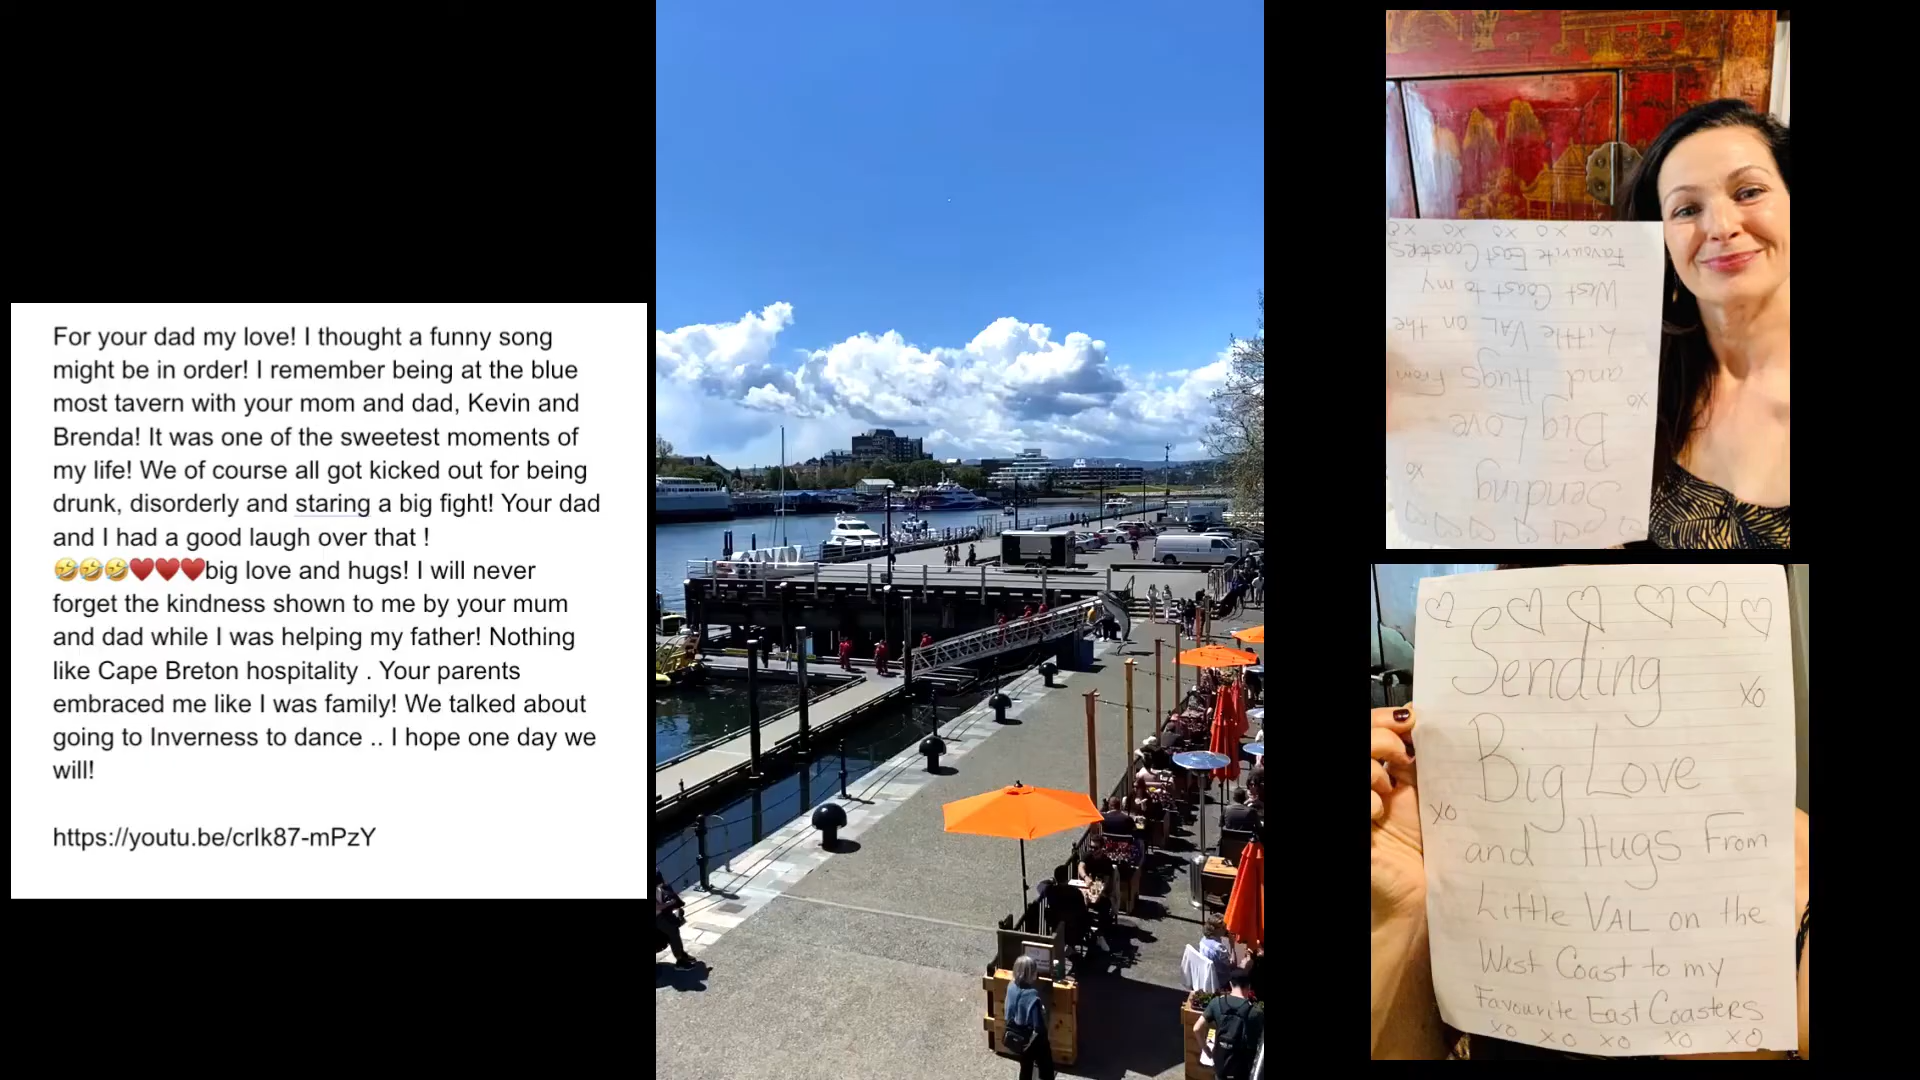 For your dad my love! I thought a funny song
might be in order! I remember being at the blue
most tavern with your mom and dad, Kevin and
Brenda! It was one of the sweetest moments of
my life! We of course all got kicked out for being
drunk, disorderly and staring a big fight! Your dad
and I had a good laugh over that !
🤣🤣🤣❤️❤️❤️big love and hugs! I will never
forget the kindness shown to me by your mum
and dad while I was helping my father! Nothing
like Cape Breton hospitality . Your parents
embraced me like I was family! We talked about
going to Inverness to dance .. I hope one day we
will!
https://youtu.be/crlk87-mPzY
Sending
Big Love
xo
xo
and Hugs From
Little VAL on the
West Coast to my
Favourite East Coasters
xo xo xo xo xo
Sending
xo
Big Love
xo
and Hugs From
Little VAL on the
West Coast to my
Favourite East Coasters
xo xo xo xo xo